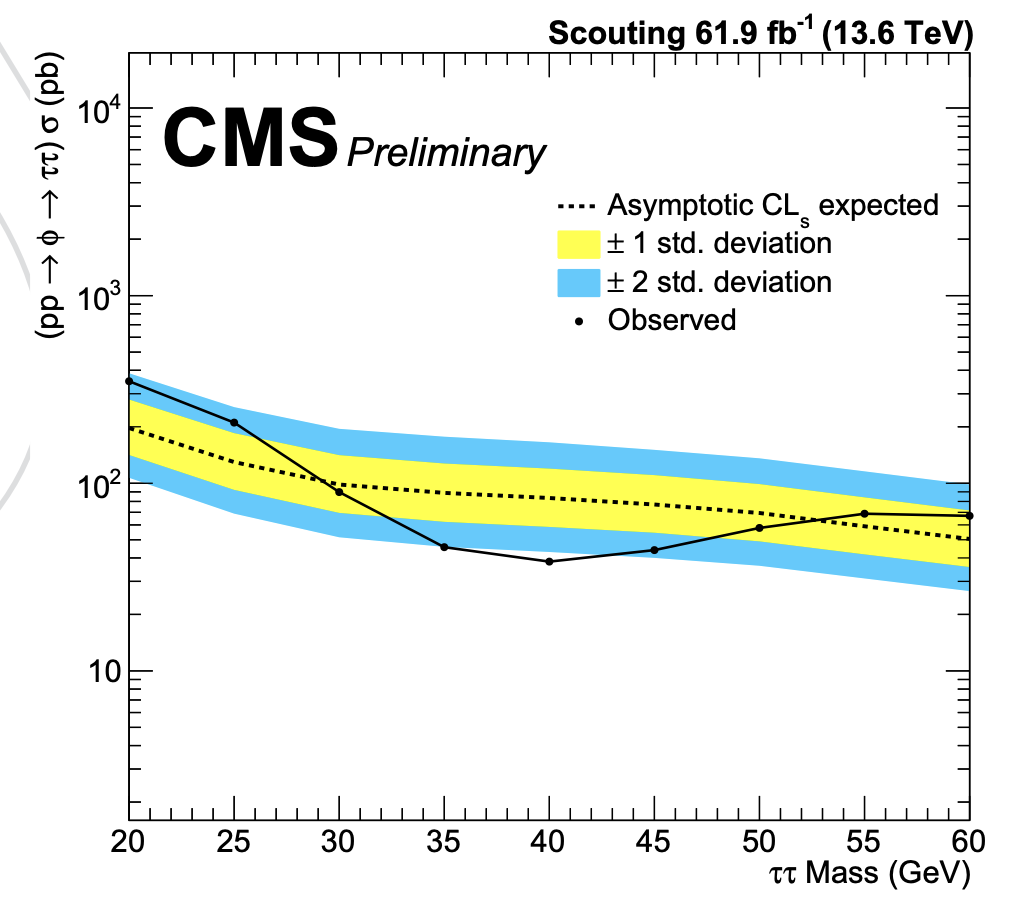 Scouting 61.9 fb⁻¹ (13.6 TeV)
σ (pp → ϕ → ττ) (pb)
CMS Preliminary
Asymptotic CLₛ expected
± 1 std. deviation
± 2 std. deviation
Observed
10⁴
10³
10²
10
20 25 30 35 40 45 50 55 60
ττ Mass (GeV)